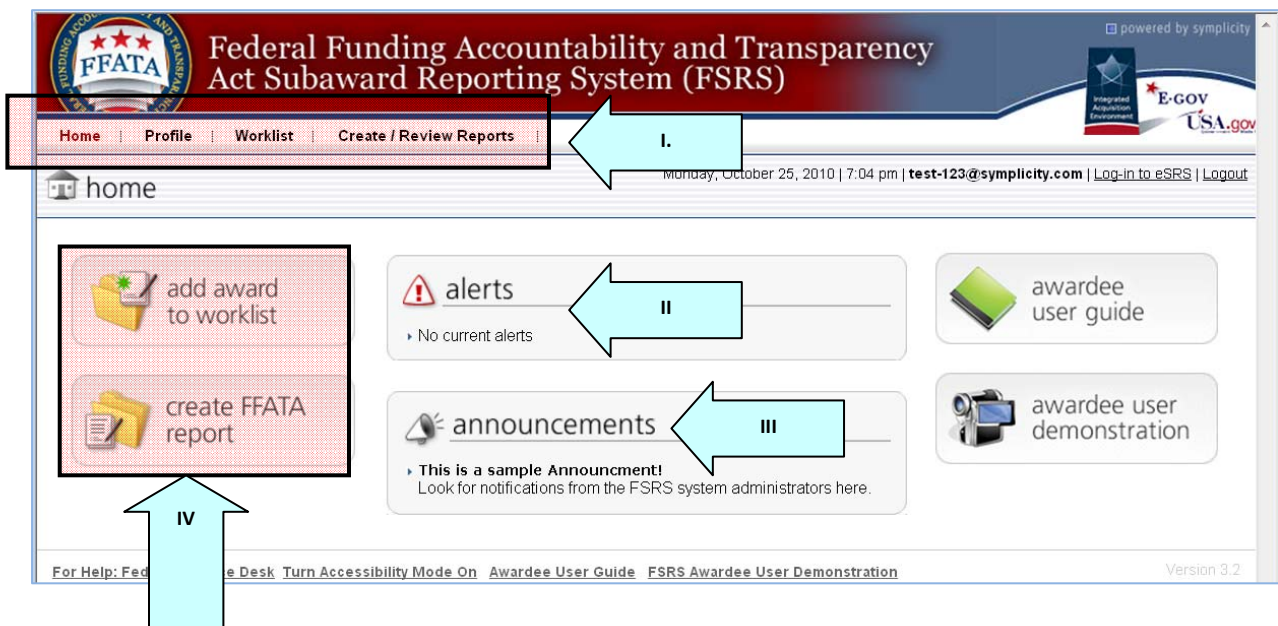 powered by symplicity
FFATA
Federal Funding Accountability and Transparency
Act Subaward Reporting System (FSRS)
Integrated
Acquisition
Environment
E-GOV
USA.gov
Home | Profile | Worklist | Create / Review Reports |
I.
home
Monday, October 25, 2010 | 7:04 pm | test-123@symplicity.com | Log-in to eSRS | Logout
add award
to worklist
alerts
II
No current alerts
awardee
user guide
create FFATA
report
announcements
III
This is a sample Announcment!
Look for notifications from the FSRS system administrators here.
awardee user
demonstration
IV
For Help: Fed e Desk Turn Accessibility Mode On Awardee User Guide FSRS Awardee User Demonstration
Version 3.2